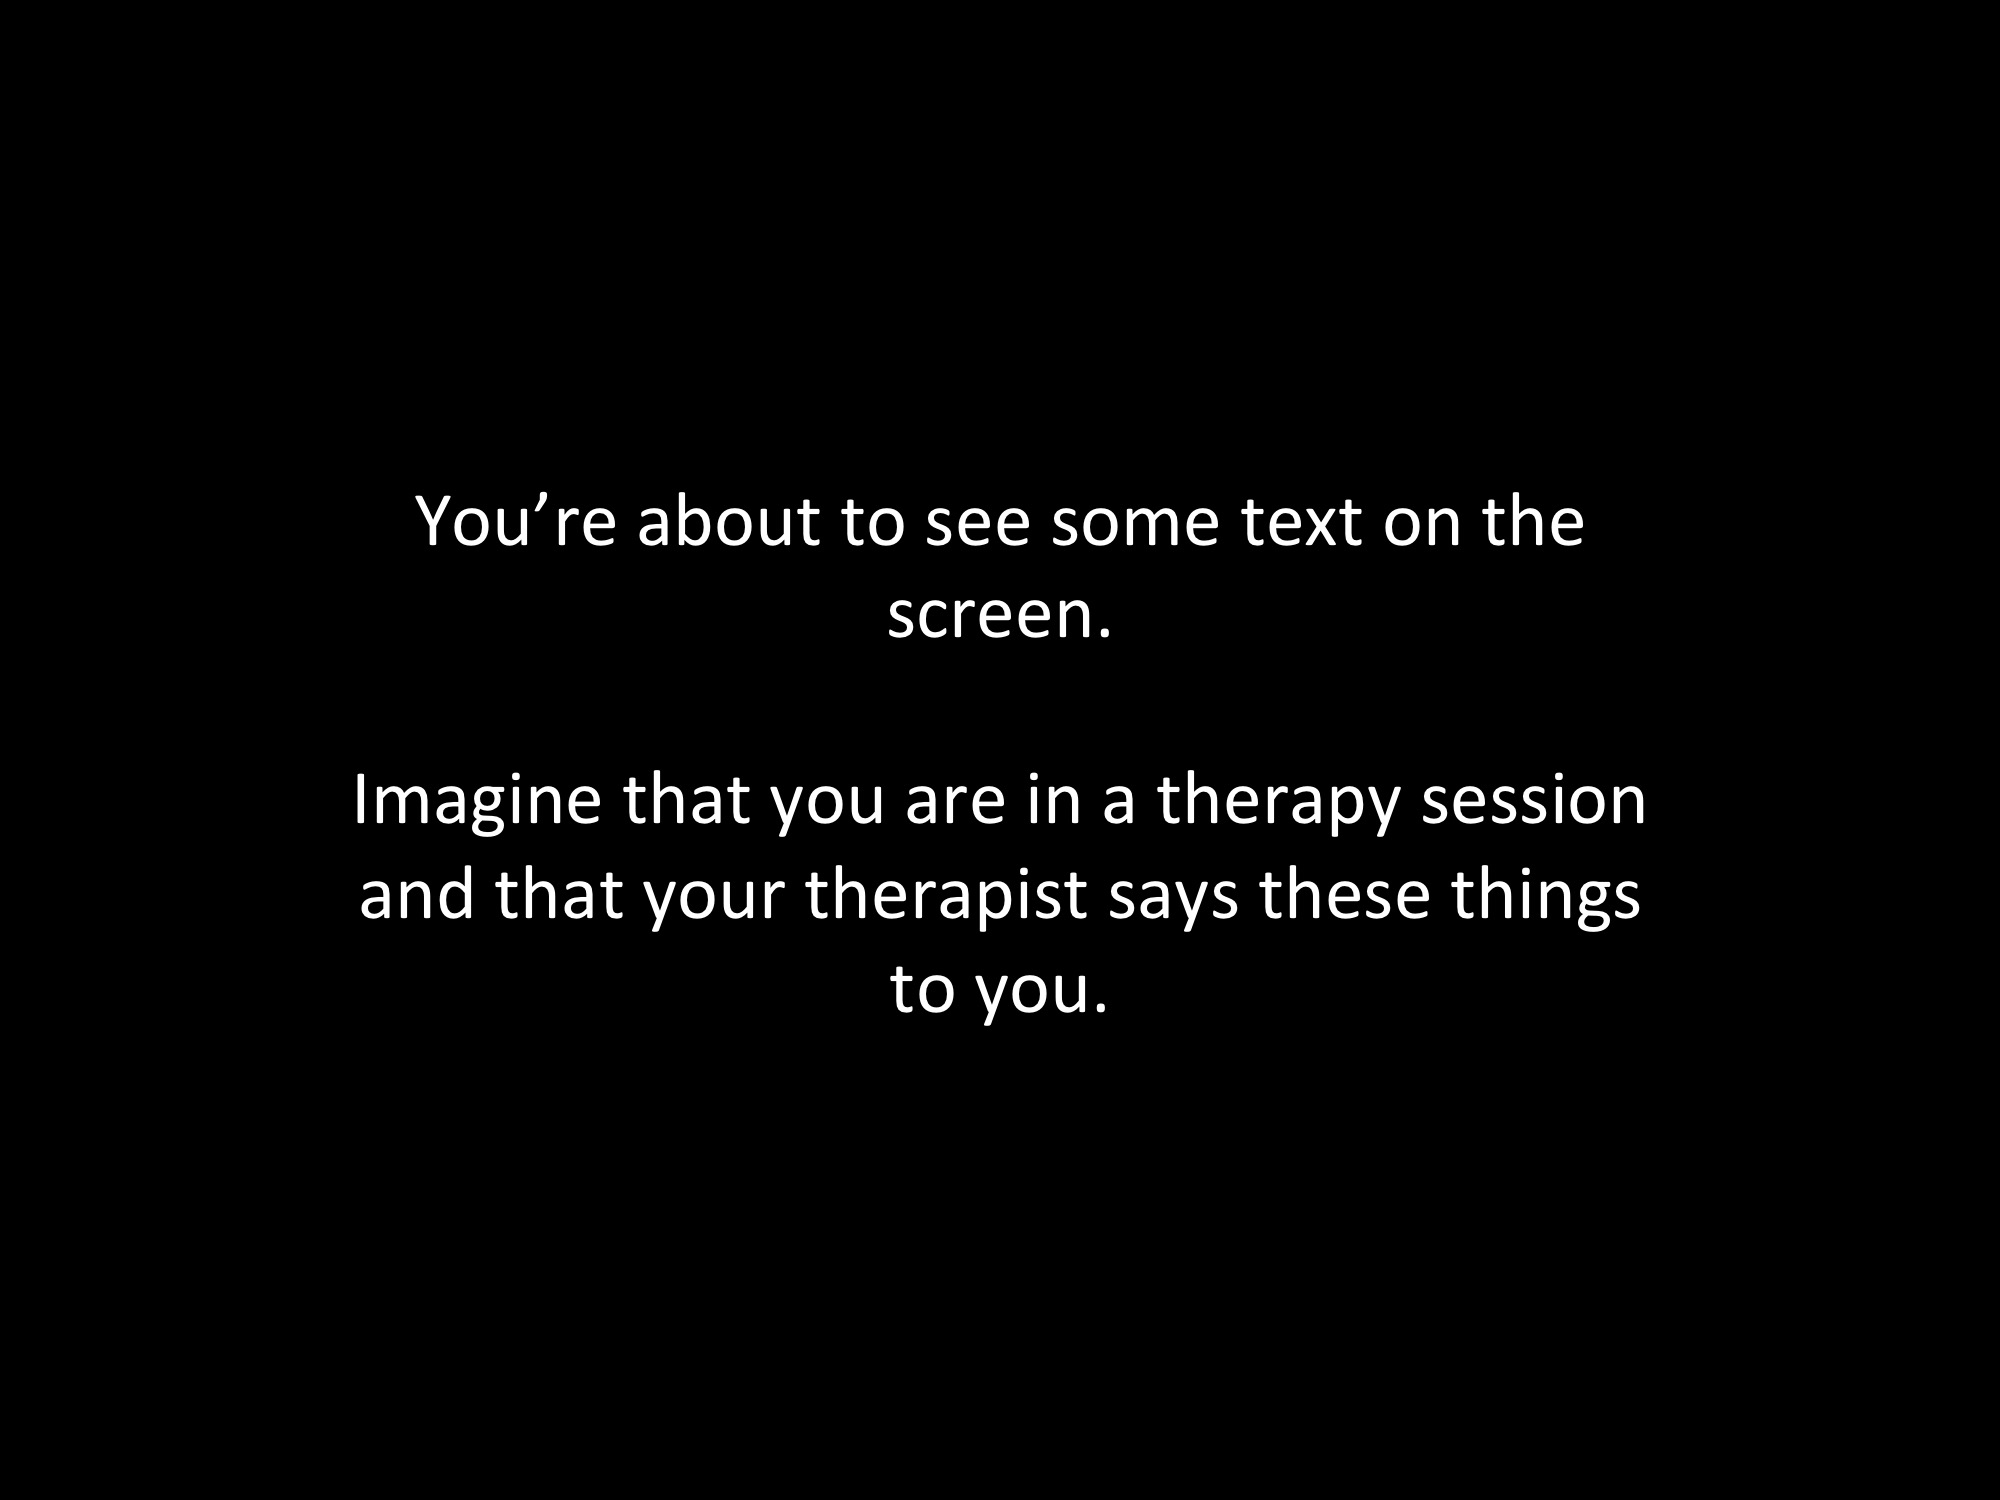 You’re about to see some text on the
screen.
Imagine that you are in a therapy session
and that your therapist says these things
to you.